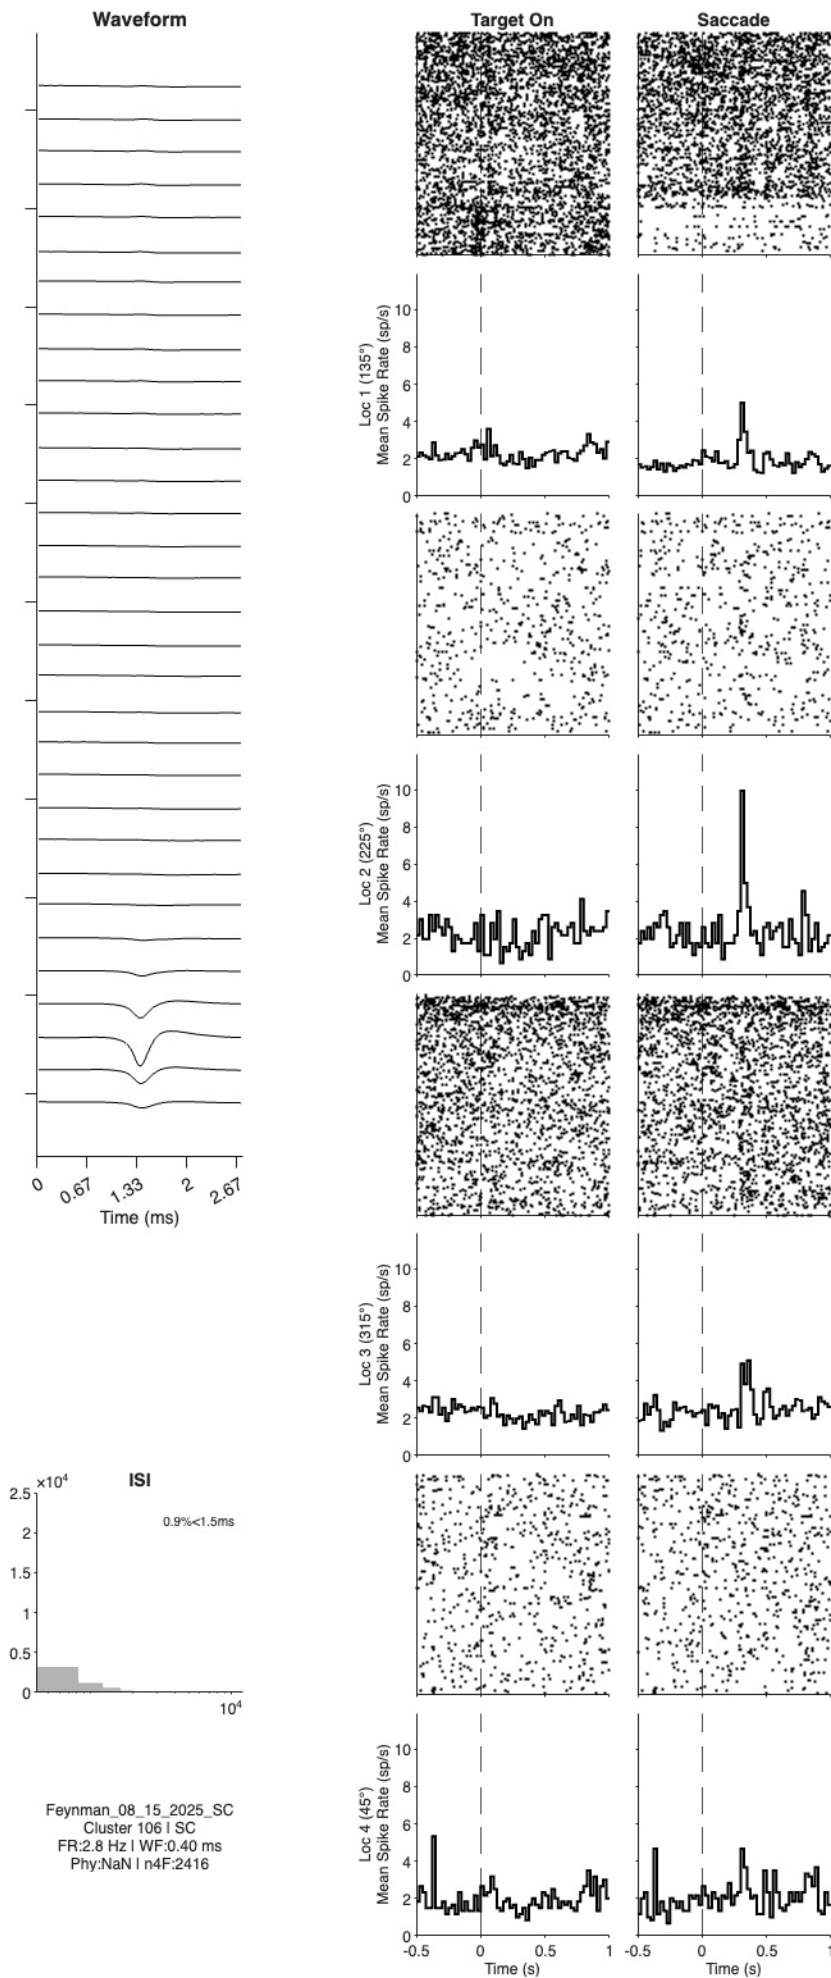 Waveform
0
0.67
1.33
2
2.67
Time (ms)
×10⁴
ISI
2.5
2
1.5
1
0.5
0
0.9%<1.5ms
10⁴
Feynman_08_15_2025_SC
Cluster 106 | SC
FR:2.8 Hz | WF:0.40 ms
Phy:NaN | n4F:2416
Target On
Saccade
Loc 1 (135°)
Mean Spike Rate (sp/s)
10
8
6
4
2
0
Loc 2 (225°)
Mean Spike Rate (sp/s)
10
8
6
4
2
0
Loc 3 (315°)
Mean Spike Rate (sp/s)
10
8
6
4
2
0
Loc 4 (45°)
Mean Spike Rate (sp/s)
10
8
6
4
2
0
-0.5 0 0.5 1
Time (s)
-0.5 0 0.5 1
Time (s)